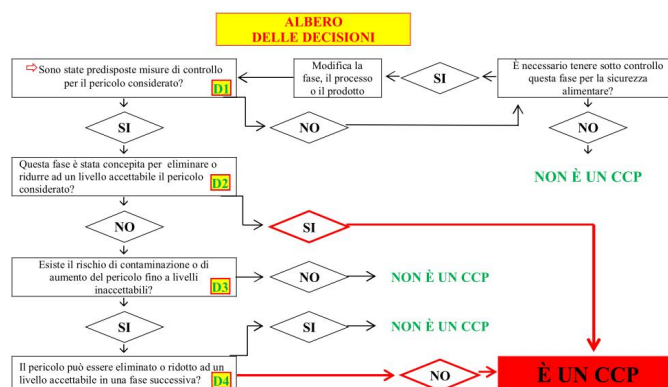 ALBERO
DELLE DECISIONI
⇨Sono state predisposte misure di controllo
per il pericolo considerato?
D1
Modifica la
fase, il processo
o il prodotto
SI
È necessario tenere sotto controllo
questa fase per la sicurezza
alimentare?
SI
NO
NO
NON È UN CCP
Questa fase è stata concepita per eliminare o
ridurre ad un livello accettabile il pericolo
considerato?
D2
NO
SI
Esiste il rischio di contaminazione o di
aumento del pericolo fino a livelli
inaccettabili?
D3
NO
NON È UN CCP
SI
SI
NON È UN CCP
Il pericolo può essere eliminato o ridotto ad un
livello accettabile in una fase successiva?
D4
NO
È UN CCP